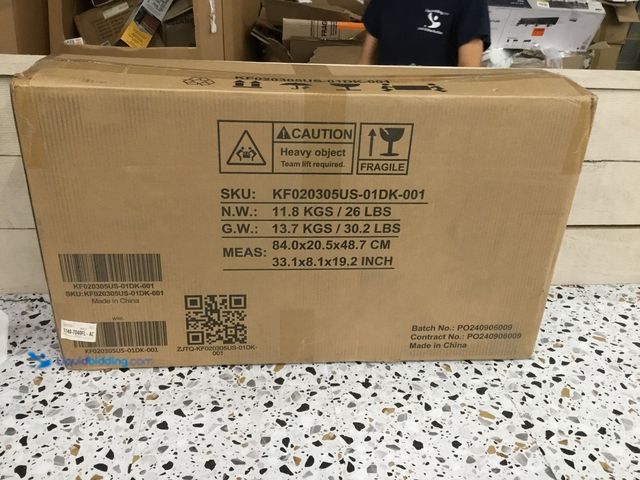 KF020305US-01DK-001
CAUTION
Heavy object
Team lift required.
FRAGILE
SKU: KF020305US-01DK-001
N.W.: 11.8 KGS / 26 LBS
G.W.: 13.7 KGS / 30.2 LBS
MEAS: 84.0x20.5x48.7 CM
33.1x8.1x19.2 INCH
KF020305US-01DK-001
SKU:KF020305US-01DK-001
Made in China
KF020305US-01DK-001
ZJTQ-KF020305US-01DK-
001
Batch No.: PO240906009
Contract No.: PO240906009
Made in China
liquidbidding.com